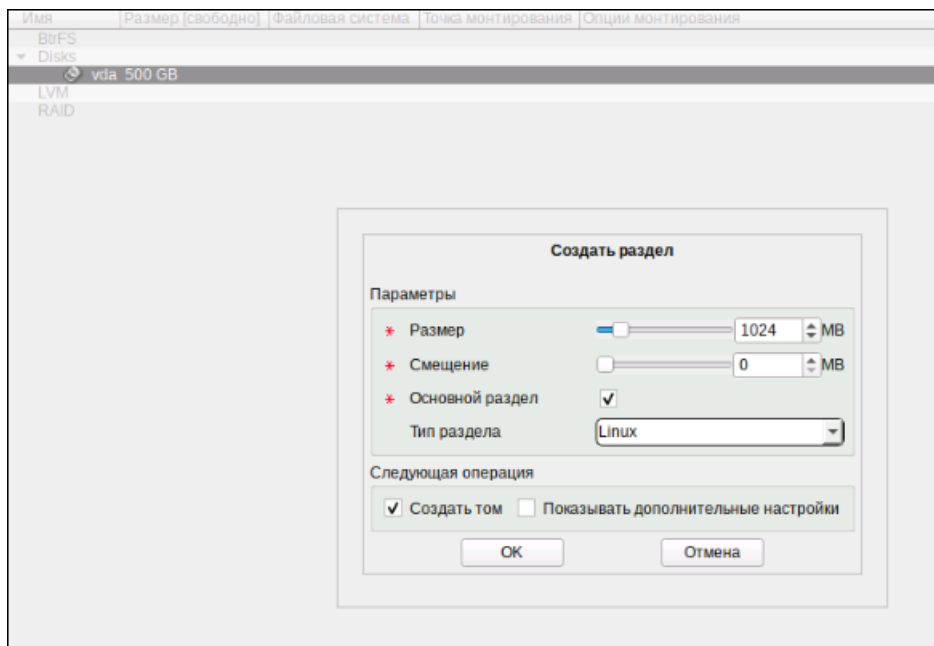 Имя Размер [свободно] Файловая система Точка монтирования Опции монтирования
BtrFS
Disks
vda 500 GB
LVM
RAID
Создать раздел
Параметры
* Размер 1024 MB
* Смещение 0 MB
* Основной раздел
Тип раздела Linux
Следующая операция
Создать том Показывать дополнительные настройки
OK Отмена